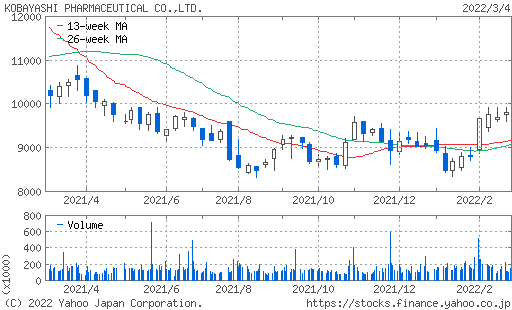 KOBAYASHI PHARMACEUTICAL CO.,LTD. 2022/3/4
12000
13-week MA
26-week MA
11000
10000
9000
8000
2021/4 2021/6 2021/8 2021/10 2021/12 2022/2
800
Volume
600
400
200
0
(x1000)
2021/4 2021/6 2021/8 2021/10 2021/12 2022/2
(C) 2022 Yahoo Japan Corporation. https://stocks.finance.yahoo.co.jp/